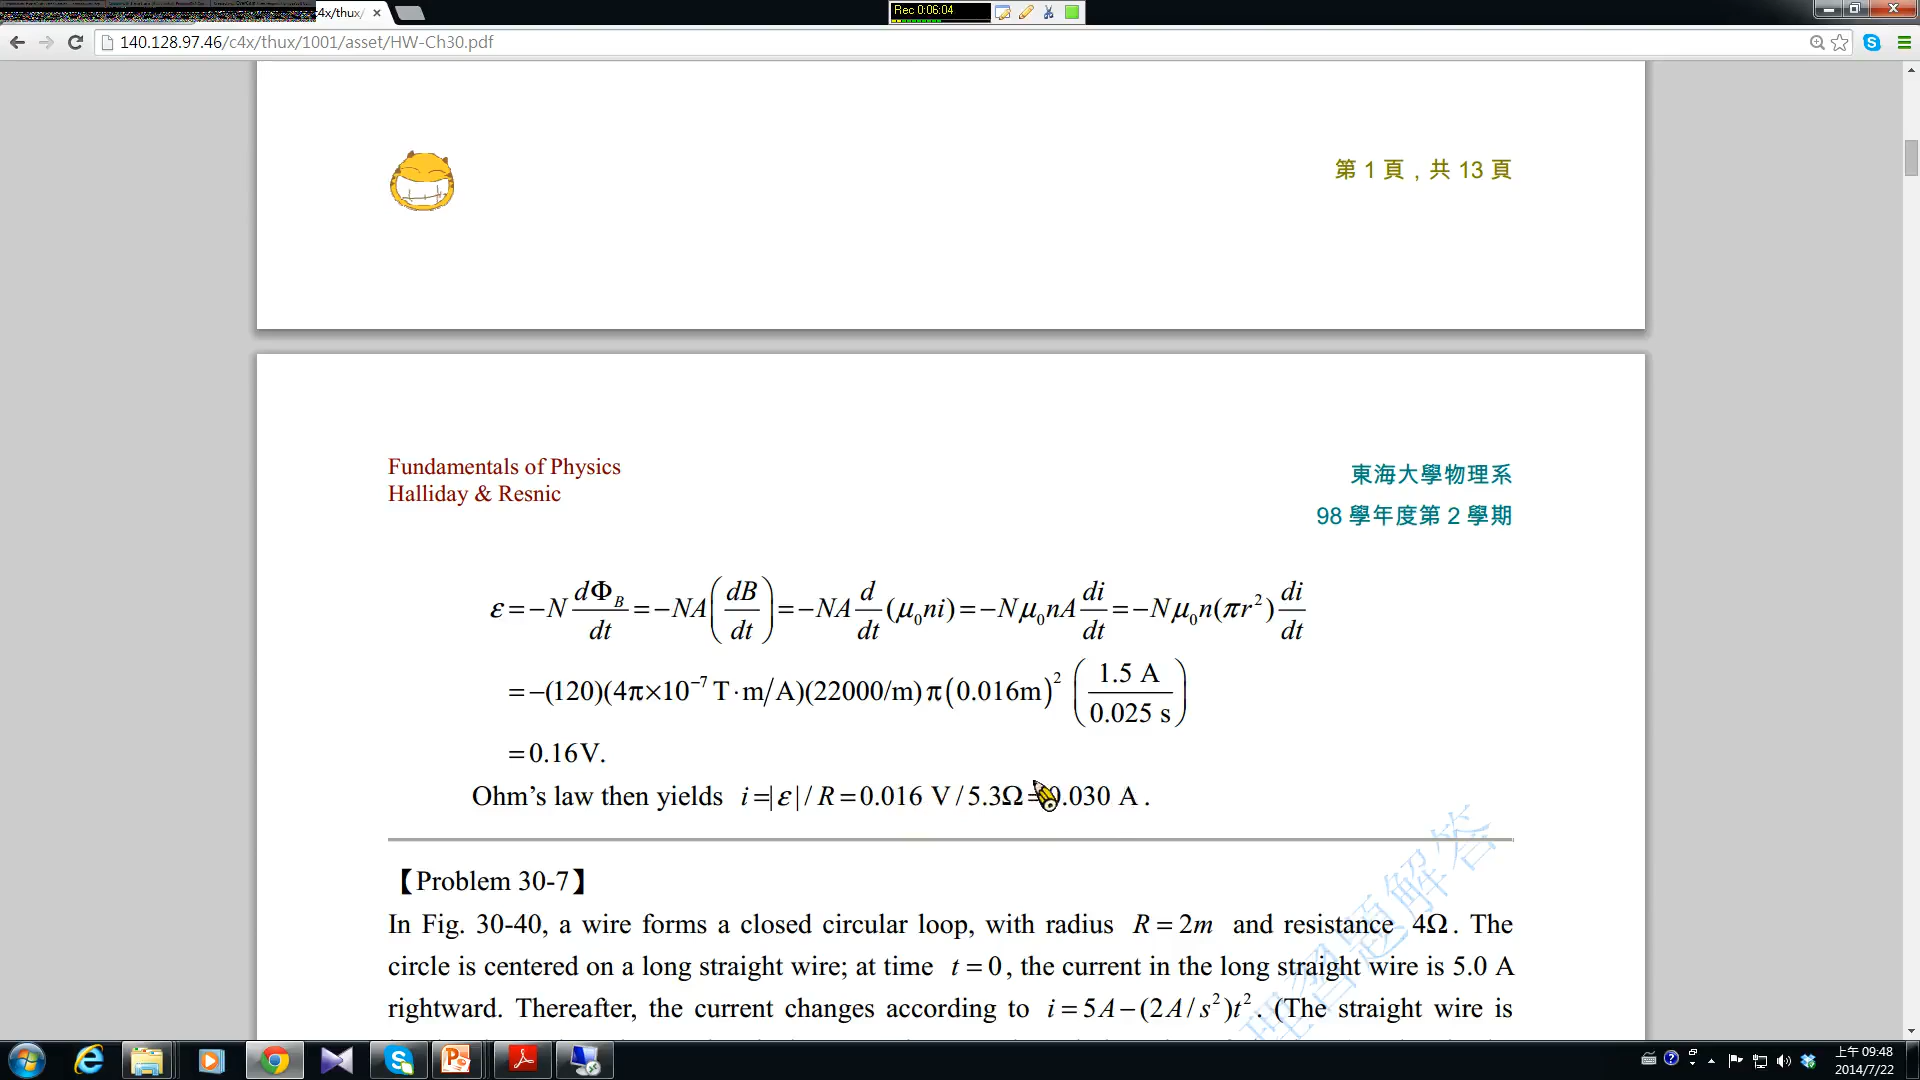 c4x/thux/
Rec 0:06:04
140.128.97.46/c4x/thux/1001/asset/HW-Ch30.pdf
第 1 頁，共 13 頁
Fundamentals of Physics
Halliday & Resnic
東海大學物理系
98 學年度第 2 學期
ε = −N dΦ_B/dt = −NA(dB/dt) = −NA d/dt (μ₀ni) = −Nμ₀nA di/dt = −Nμ₀n(πr²) di/dt
= −(120)(4π×10⁻⁷ T·m/A)(22000/m)π(0.016m)² (1.5 A / 0.025 s)
= 0.16V.
Ohm’s law then yields i = |ε| / R = 0.016 V / 5.3Ω = 0.030 A .
【Problem 30-7】
In Fig. 30-40, a wire forms a closed circular loop, with radius R = 2m and resistance 4Ω. The
circle is centered on a long straight wire; at time t = 0, the current in the long straight wire is 5.0 A
rightward. Thereafter, the current changes according to i = 5A − (2A/s²)t². (The straight wire is
理習題解答
上午 09:48
2014/7/22